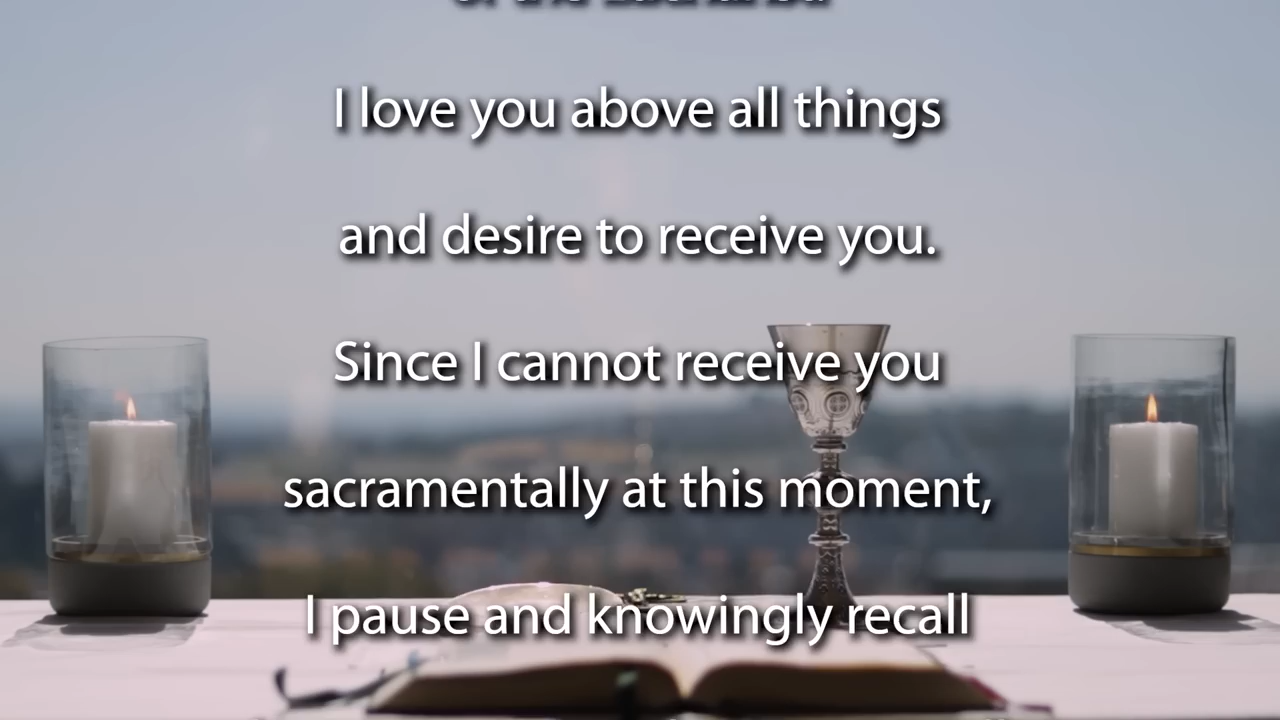 I love you above all things
and desire to receive you.
Since I cannot receive you
sacramentally at this moment,
I pause and knowingly recall